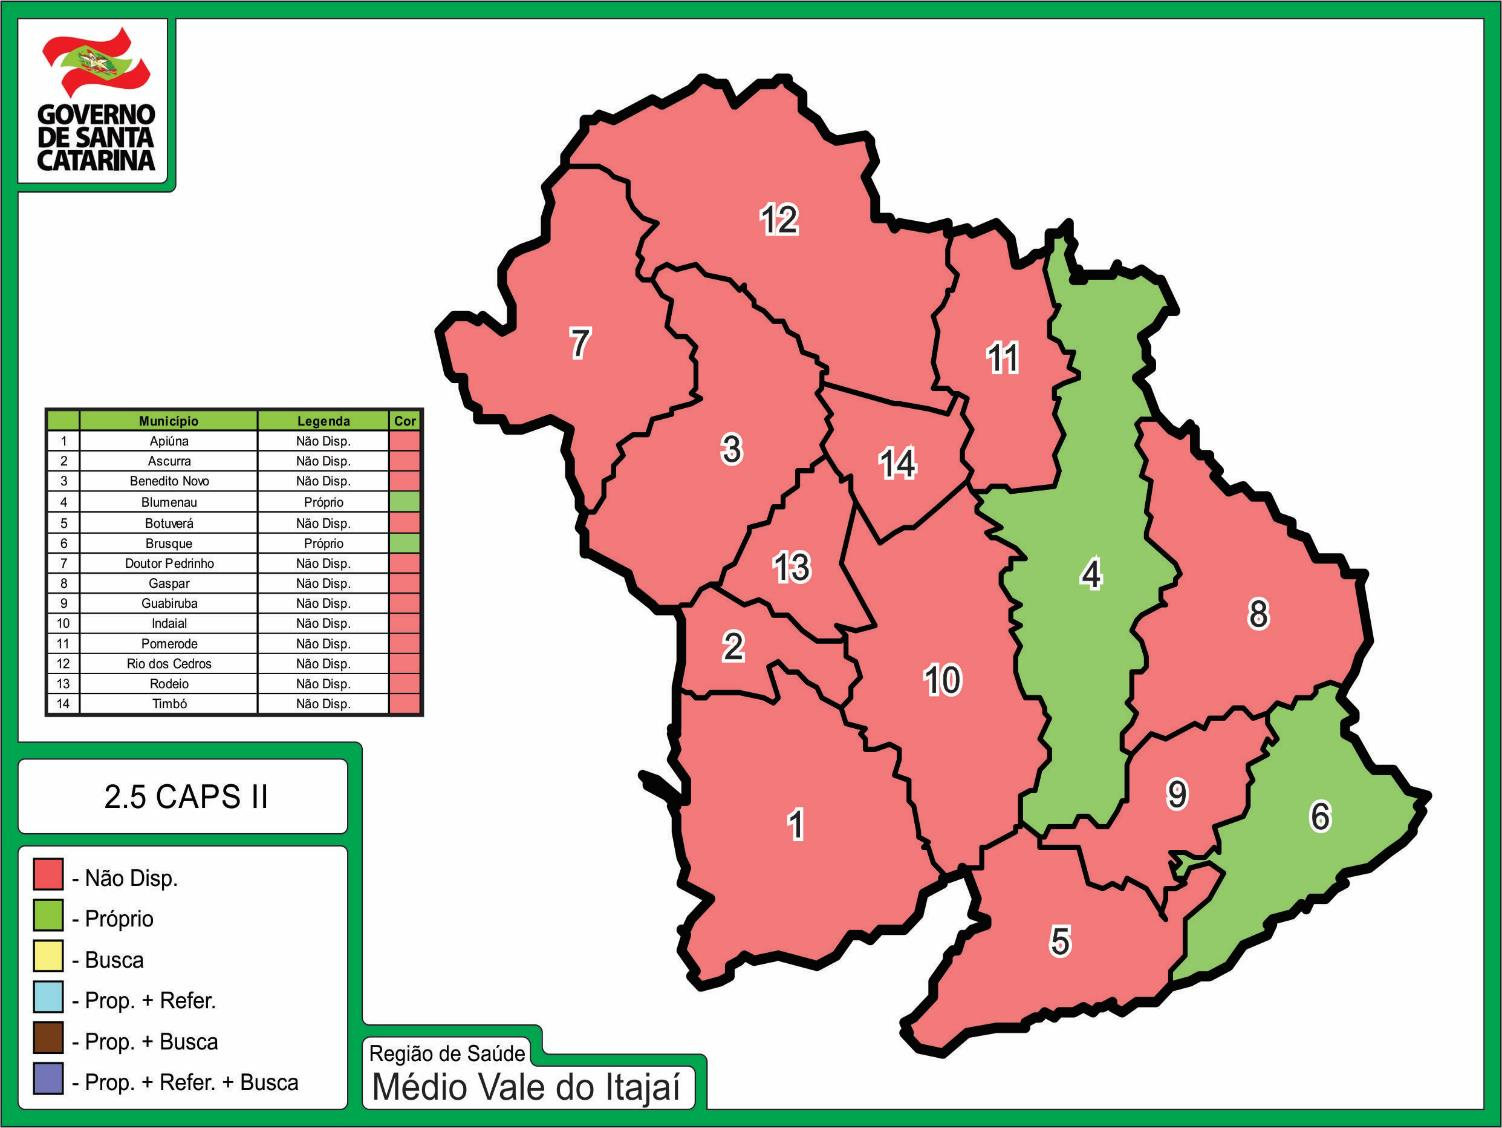 GOVERNO
DE SANTA
CATARINA
12
7
11
3
14
13
4
8
2
10
9
6
1
5
Município Legenda Cor
1 Apiúna Não Disp.
2 Ascurra Não Disp.
3 Benedito Novo Não Disp.
4 Blumenau Próprio
5 Botuverá Não Disp.
6 Brusque Próprio
7 Doutor Pedrinho Não Disp.
8 Gaspar Não Disp.
9 Guabiruba Não Disp.
10 Indaial Não Disp.
11 Pomerode Não Disp.
12 Rio dos Cedros Não Disp.
13 Rodeio Não Disp.
14 Timbó Não Disp.
2.5 CAPS II
- Não Disp.
- Próprio
- Busca
- Prop. + Refer.
- Prop. + Busca
- Prop. + Refer. + Busca
Região de Saúde
Médio Vale do Itajaí